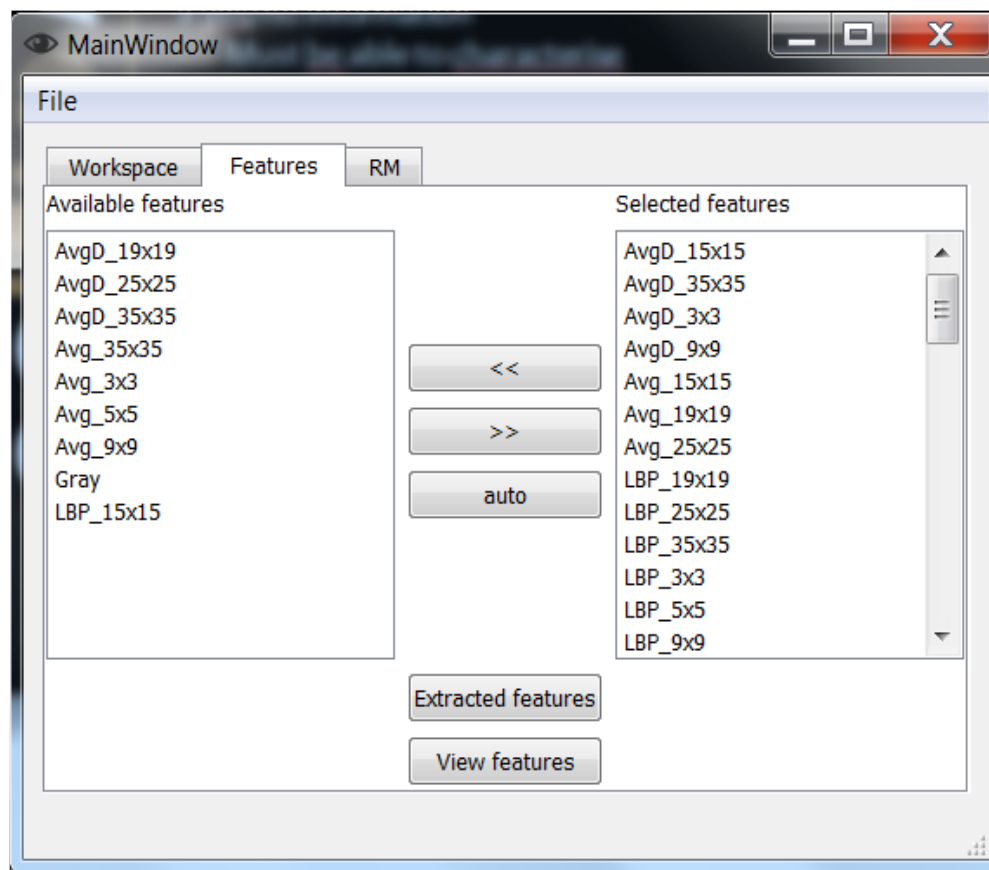 MainWindow
File
Workspace Features RM
Available features
AvgD_19x19
AvgD_25x25
AvgD_35x35
Avg_35x35
Avg_3x3
Avg_5x5
Avg_9x9
Gray
LBP_15x15
<<
>>
auto
Selected features
AvgD_15x15
AvgD_35x35
AvgD_3x3
AvgD_9x9
Avg_15x15
Avg_19x19
Avg_25x25
LBP_19x19
LBP_25x25
LBP_35x35
LBP_3x3
LBP_5x5
LBP_9x9
Extracted features
View features